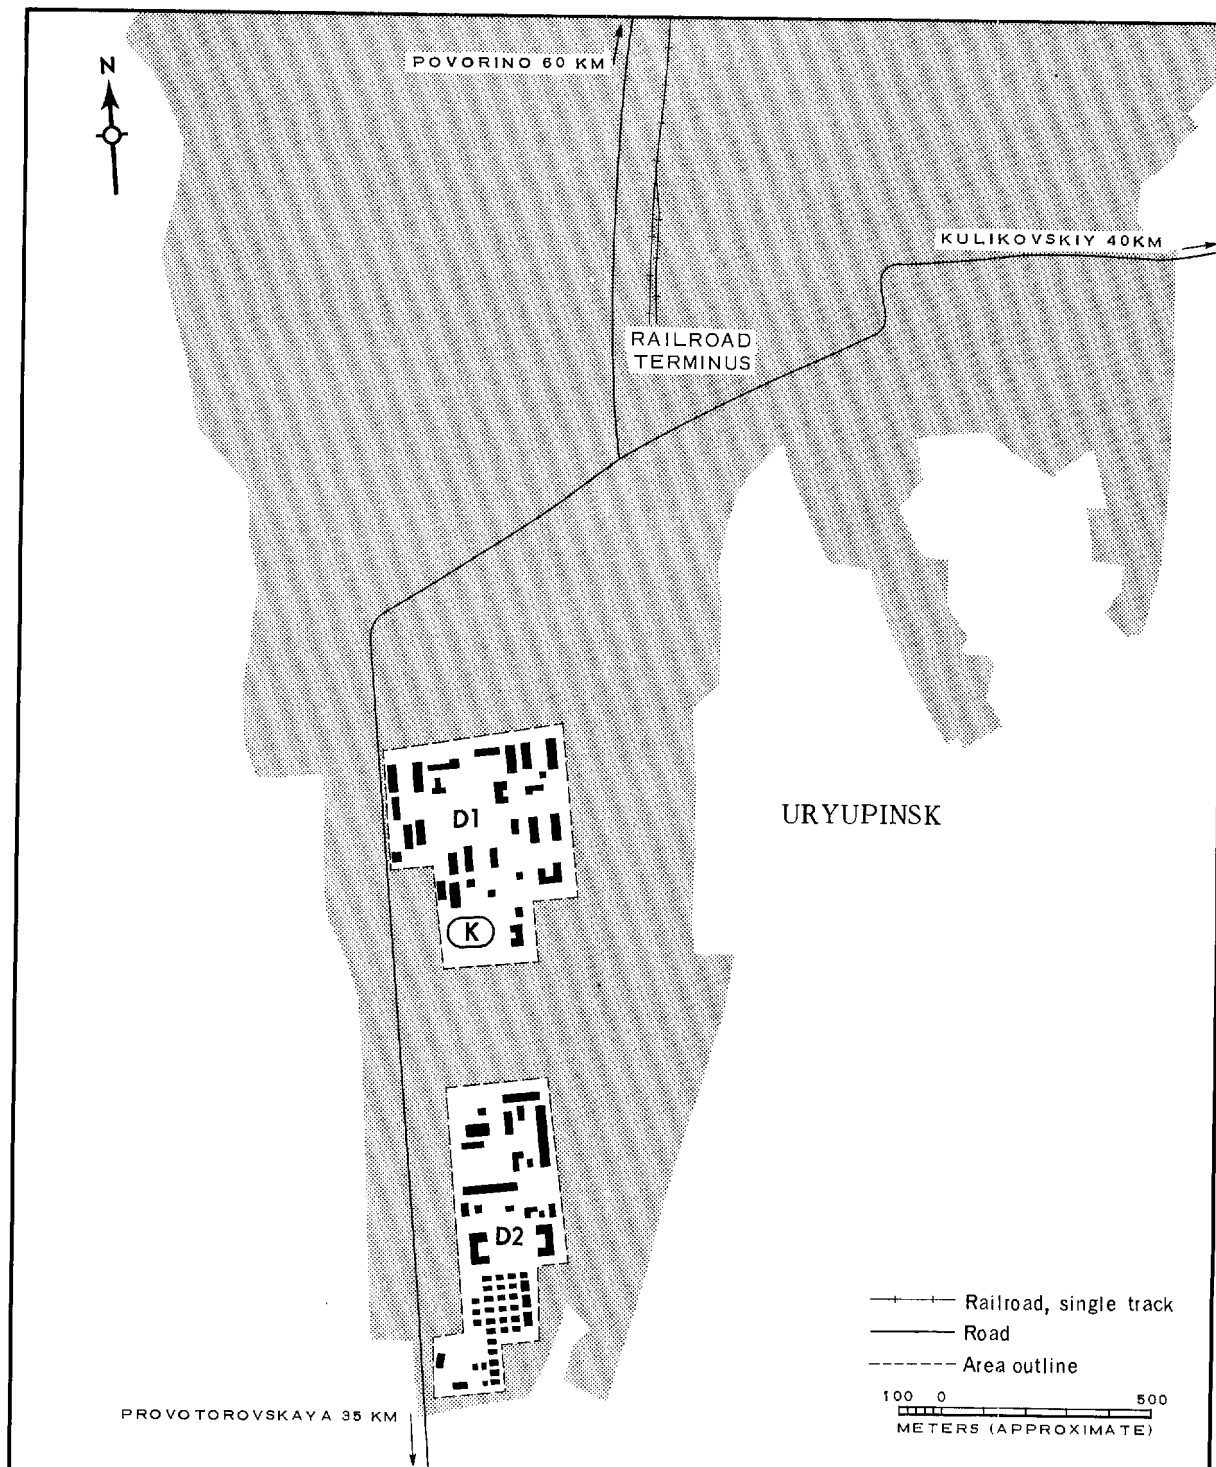 POVORINO 60 KM
N
KULIKOVSKIY 40KM
RAILROAD
TERMINUS
D1
URYUPINSK
K
D2
Railroad, single track
Road
Area outline
100 0 500
METERS (APPROXIMATE)
PROVOTOROVSKAYA 35 KM